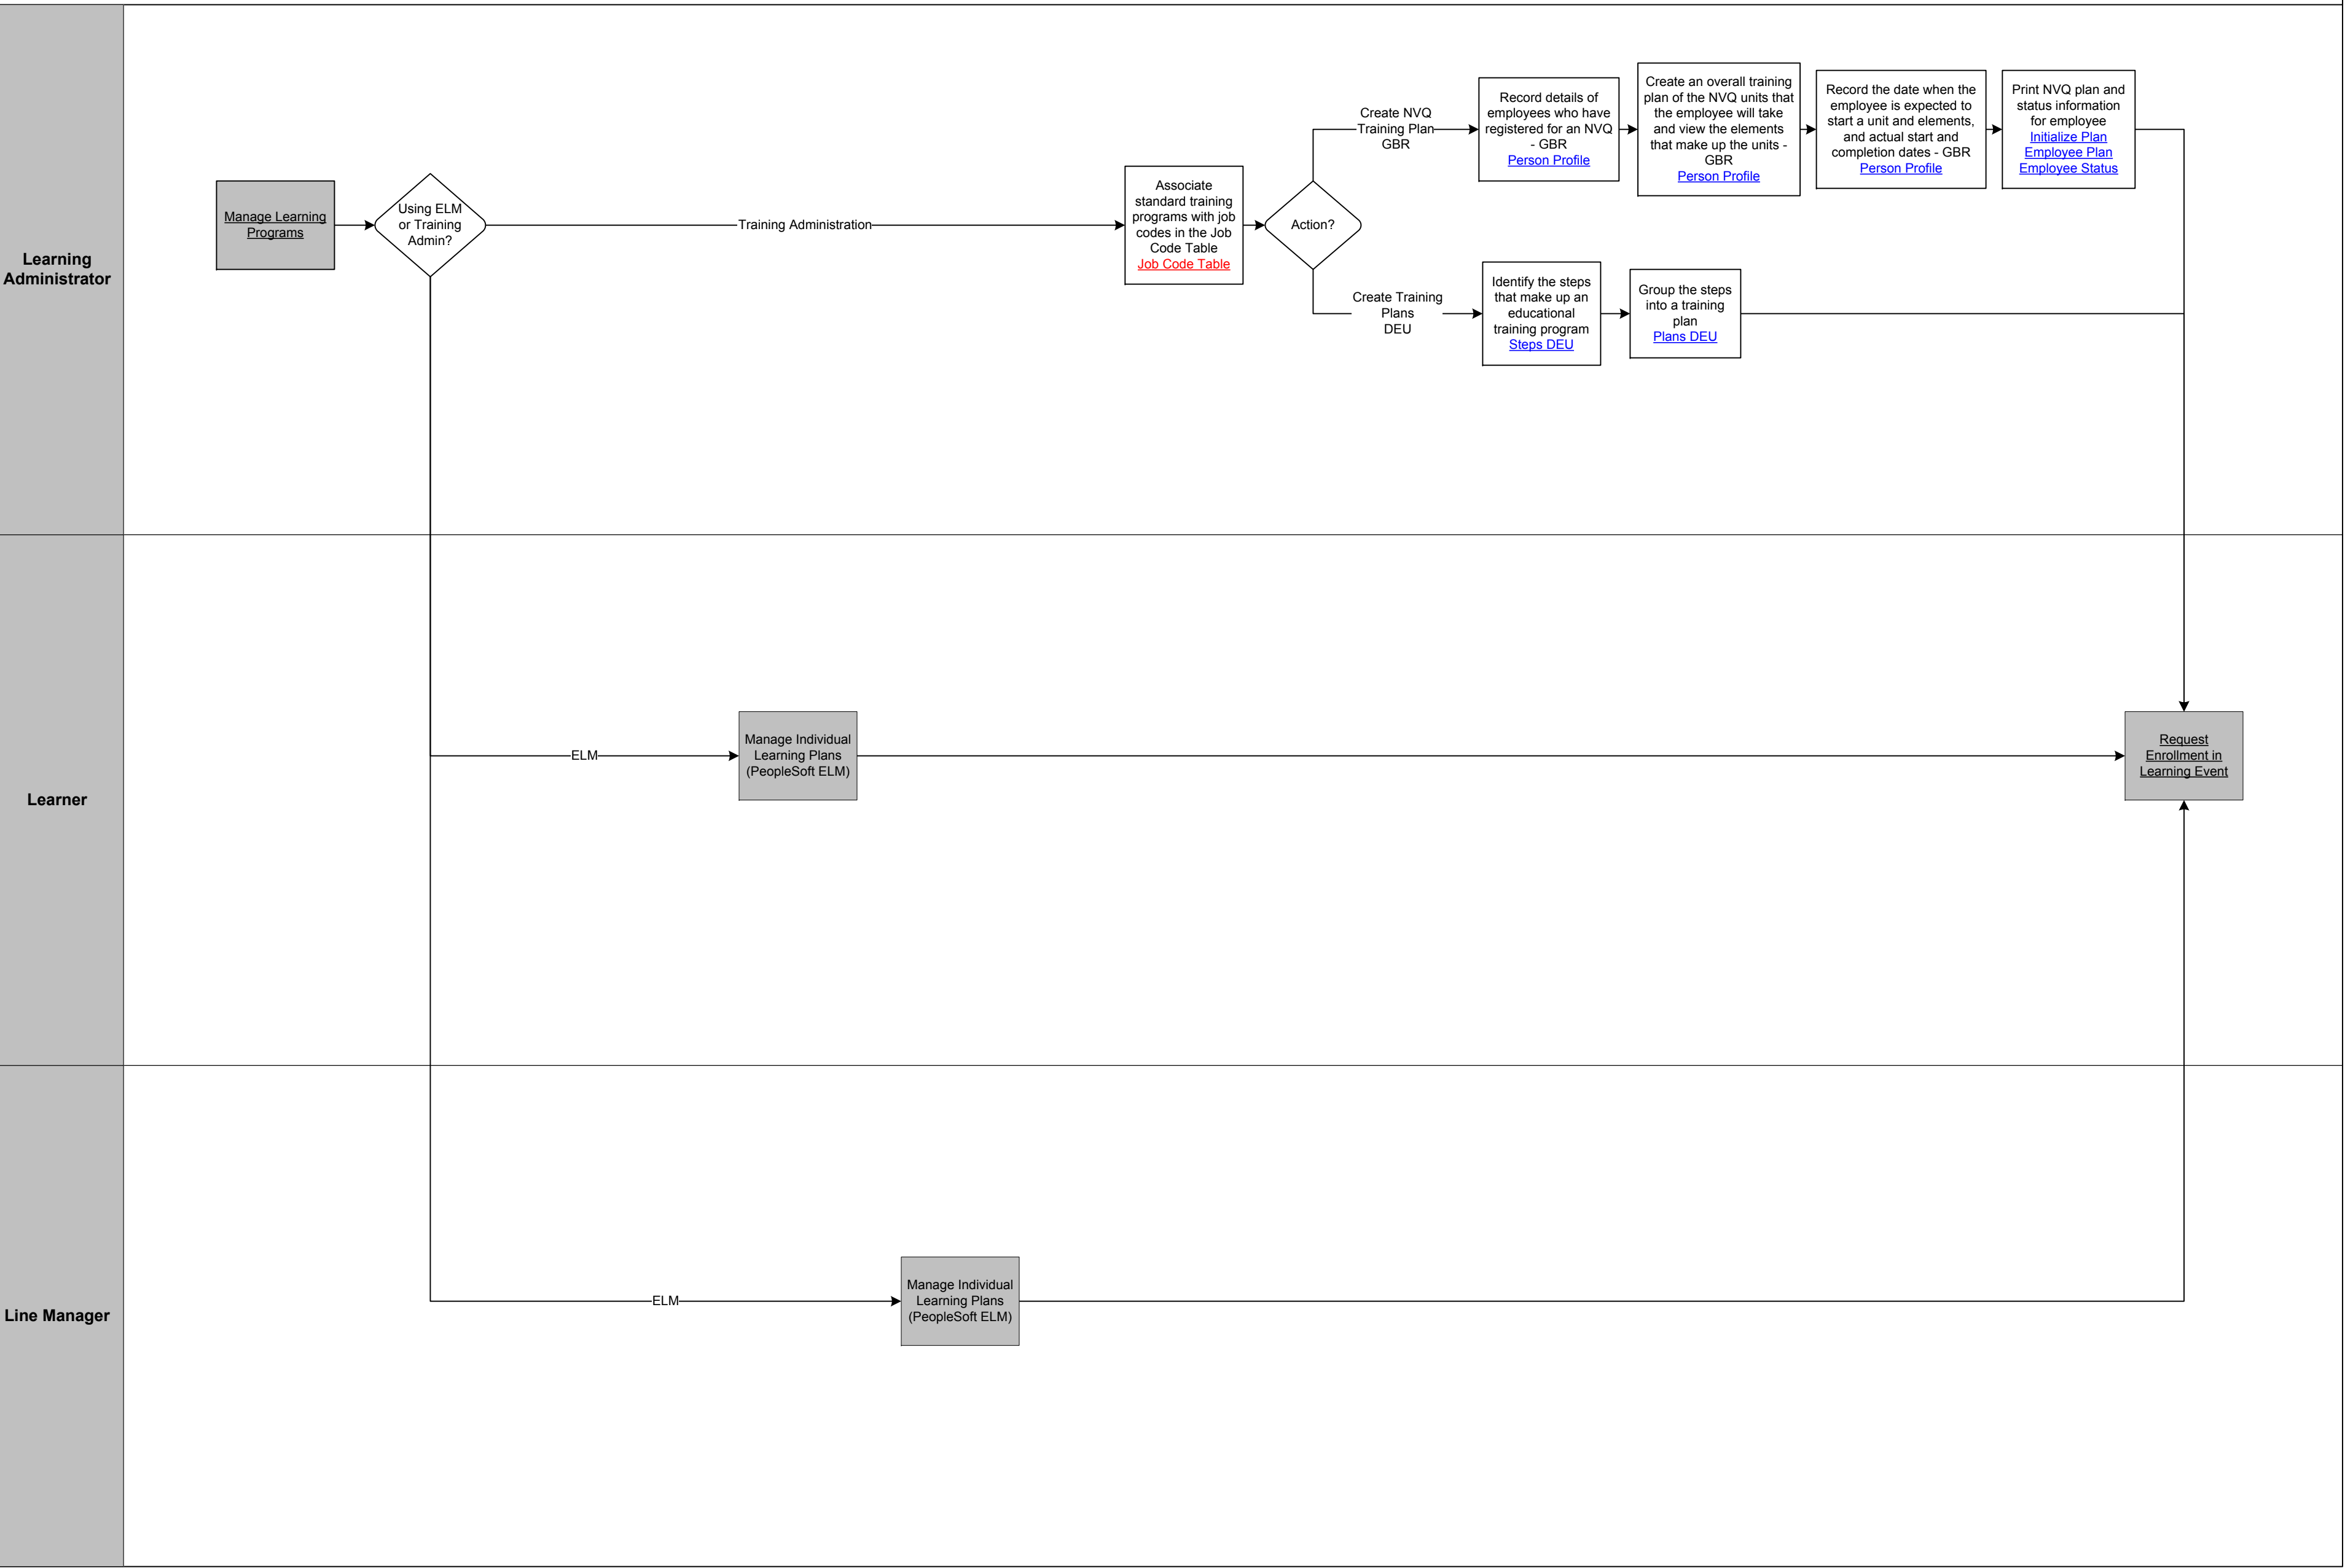 Learning
Administrator
Manage Learning
Programs
Using ELM
or Training
Admin?
Training Administration
Associate
standard training
programs with job
codes in the Job
Code Table
Job Code Table
Action?
Create NVQ
Training Plan
GBR
Record details of
employees who have
registered for an NVQ
- GBR
Person Profile
Create an overall training
plan of the NVQ units that
the employee will take
and view the elements
that make up the units -
GBR
Person Profile
Record the date when the
employee is expected to
start a unit and elements,
and actual start and
completion dates - GBR
Person Profile
Print NVQ plan and
status information
for employee
Initialize Plan
Employee Plan
Employee Status
Create Training
Plans
DEU
Identify the steps
that make up an
educational
training program
Steps DEU
Group the steps
into a training
plan
Plans DEU
Learner
ELM
Manage Individual
Learning Plans
(PeopleSoft ELM)
Request
Enrollment in
Learning Event
Line Manager
ELM
Manage Individual
Learning Plans
(PeopleSoft ELM)